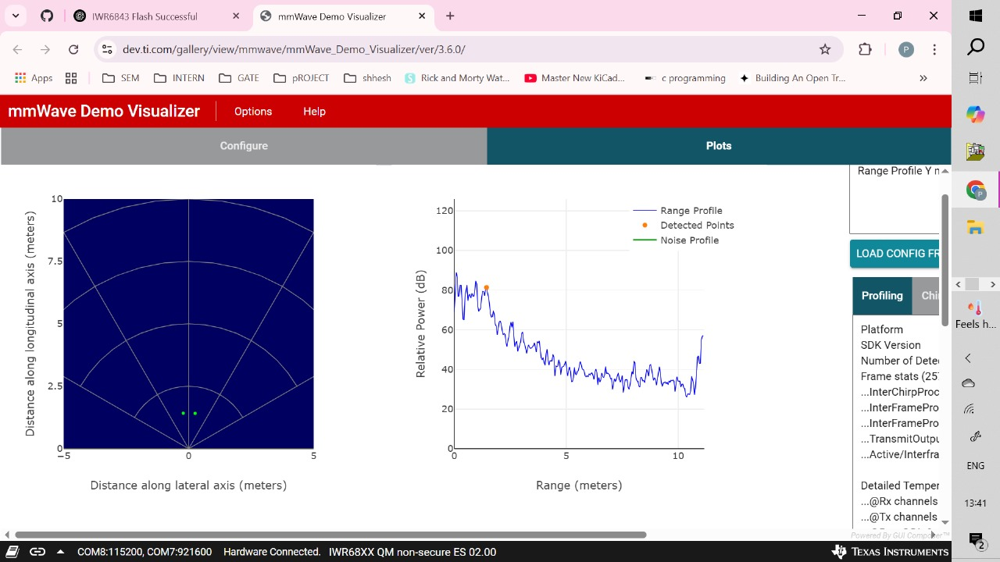 IWR6843 Flash Successful
mmWave Demo Visualizer
dev.ti.com/gallery/view/mmwave/mmWave_Demo_Visualizer/ver/3.6.0/
P
Apps SEM INTERN GATE pROJECT shhesh Rick and Morty Wat... Master New KiCad... c programming Building An Open Tr...
mmWave Demo Visualizer Options Help
Configure Plots
Range Profile Y
LOAD CONFIG FR
Profiling Chi
Platform
SDK Version
Number of Dete
Frame stats (25
...InterChirpProc
...InterFramePro
...InterFramePro
...TransmitOutpu
...Active/Interfra
Detailed Temper
...@Rx channels
...@Tx channels
Distance along longitudinal axis (meters)
10
7.5
5
2.5
0
−5 0 5
Distance along lateral axis (meters)
Relative Power (dB)
120
100
80
60
40
20
0
0 5 10
Range (meters)
Range Profile
Detected Points
Noise Profile
Powered By GUI Composer™
COM8:115200, COM7:921600 Hardware Connected. IWR68XX QM non-secure ES 02.00 TEXAS INSTRUMENTS
P
Feels h...
ENG
13:41
2